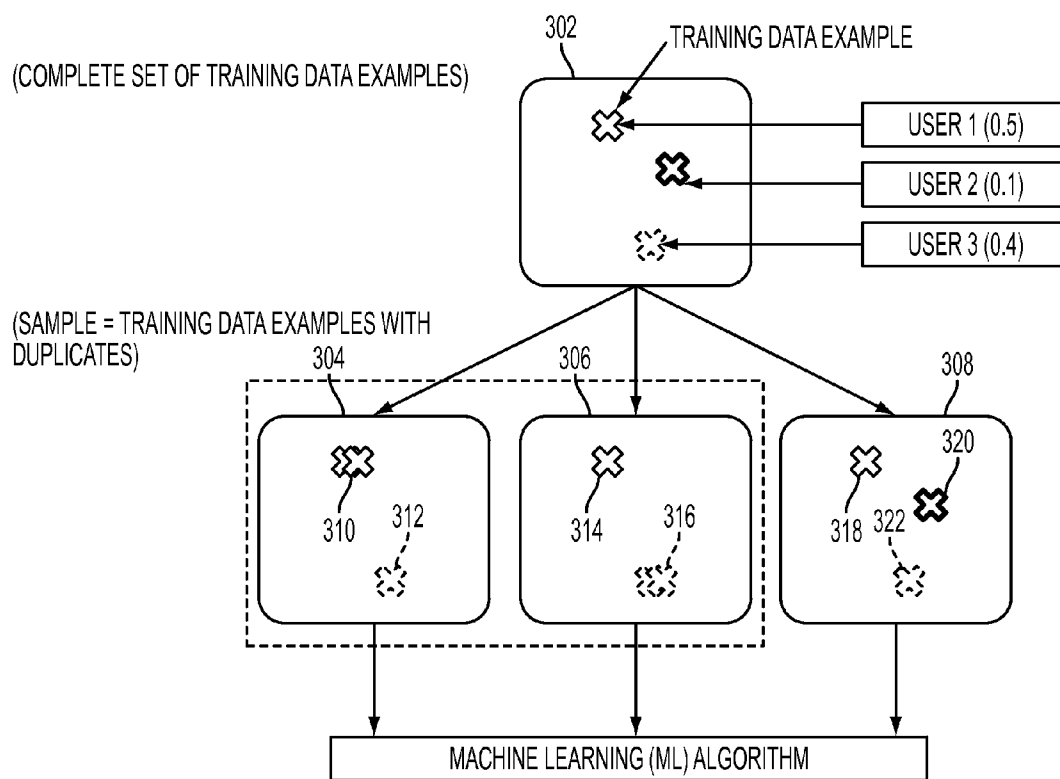 302
TRAINING DATA EXAMPLE
(COMPLETE SET OF TRAINING DATA EXAMPLES)
USER 1 (0.5)
USER 2 (0.1)
USER 3 (0.4)
(SAMPLE = TRAINING DATA EXAMPLES WITH
DUPLICATES)
304
306
308
320
310
312
314
316
318
322
MACHINE LEARNING (ML) ALGORITHM